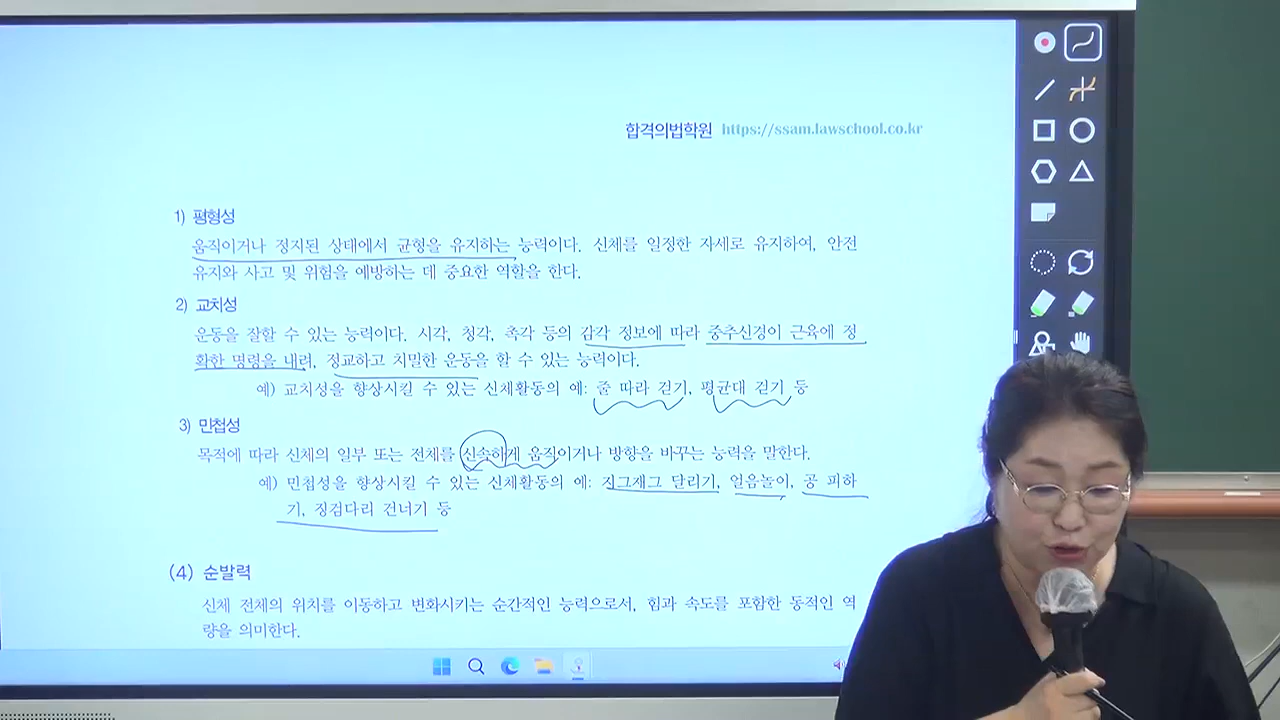 합격의법학원 https://ssam.lawschool.co.kr
1) 평형성
움직이거나 정지된 상태에서 균형을 유지하는 능력이다. 신체를 일정한 자세로 유지하여, 안전
유지와 사고 및 위험을 예방하는 데 중요한 역할을 한다.
2) 교치성
운동을 잘할 수 있는 능력이다. 시각, 청각, 촉각 등의 감각 정보에 따라 중추신경이 근육에 정
확한 명령을 내려, 정교하고 치밀한 운동을 할 수 있는 능력이다.
예) 교치성을 향상시킬 수 있는 신체활동의 예: 줄 따라 걷기, 평균대 걷기 등
3) 민첩성
목적에 따라 신체의 일부 또는 전체를 신속하게 움직이거나 방향을 바꾸는 능력을 말한다.
예) 민첩성을 향상시킬 수 있는 신체활동의 예: 지그재그 달리기, 얼음놀이, 공 피하
기, 징검다리 건너기 등
(4) 순발력
신체 전체의 위치를 이동하고 변화시키는 순간적인 능력으로서, 힘과 속도를 포함한 동적인 역
량을 의미한다.